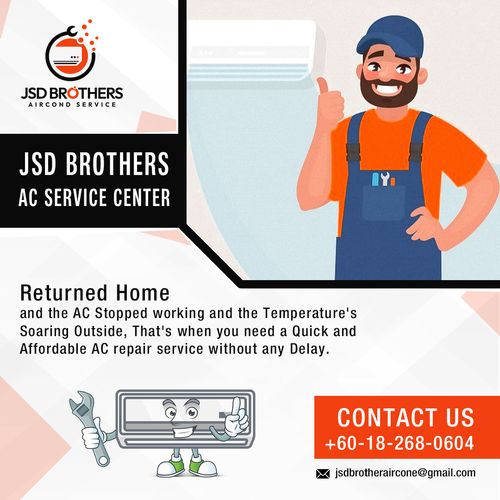 JSD BROTHERS
AIRCOND SERVICE
JSD BROTHERS
AC SERVICE CENTER
Returned Home
and the AC Stopped working and the Temperature's
Soaring Outside, That's when you need a Quick and
Affordable AC repair service without any Delay.
CONTACT US
+60-18-268-0604
jsdbrotheraircone@gmail.com